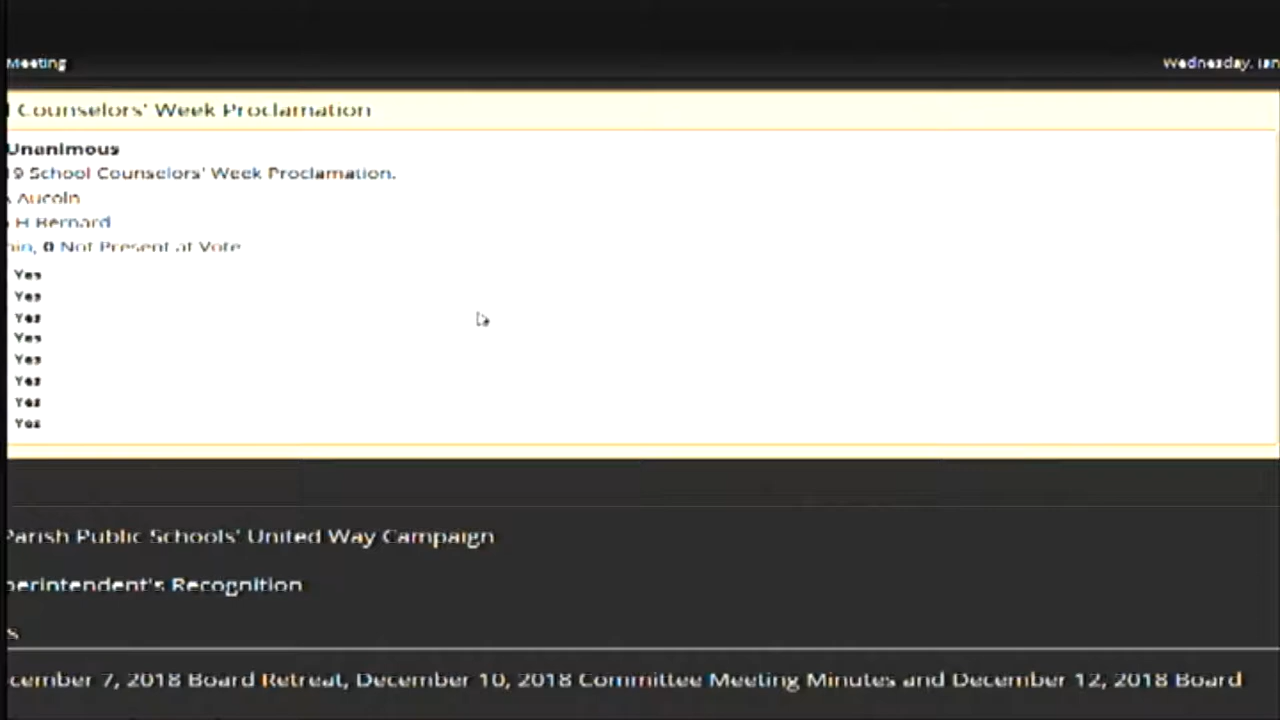 Meeting
Wednesday,
Counselors' Week Proclamation
Unanimous
19 School Counselors' Week Proclamation.
Aucoin
H Bernard
0 Not Present at Vote
Yes
Yes
Yes
Yes
Yes
Yes
Yes
Yes
Parish Public Schools' United Way Campaign
perintendent's Recognition
s
cember 7, 2018 Board Retreat, December 10, 2018 Committee Meeting Minutes and December 12, 2018 Board